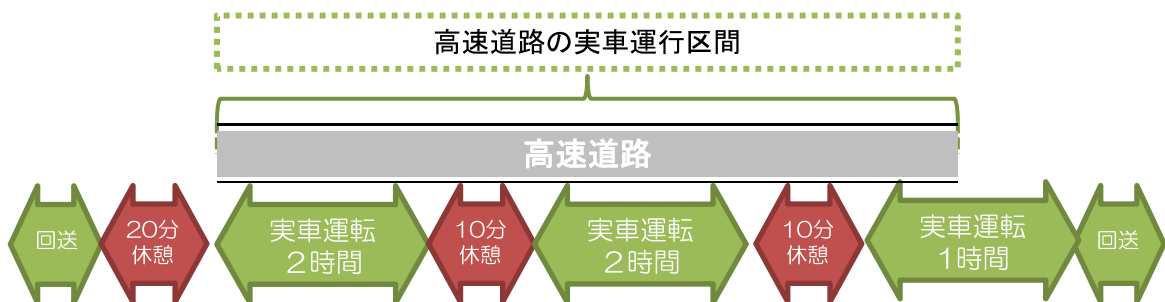 高速道路の実車運行区間
高速道路
回送
20分
休憩
実車運転
２時間
10分
休憩
実車運転
２時間
10分
休憩
実車運転
１時間
回送